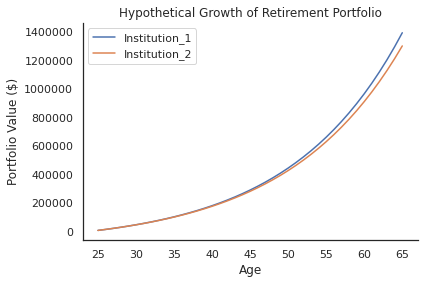 Hypothetical Growth of Retirement Portfolio
Institution_1
Institution_2
Portfolio Value ($)
1400000
1200000
1000000
800000
600000
400000
200000
0
25 30 35 40 45 50 55 60 65
Age